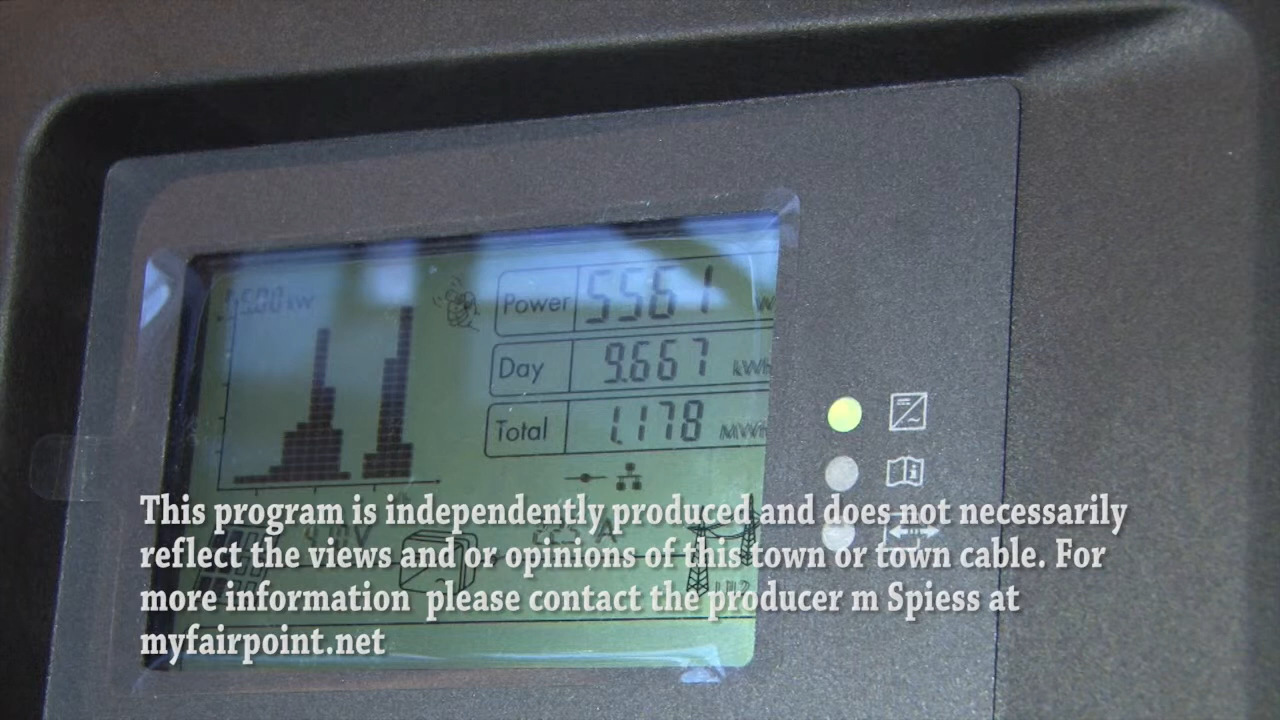 5.00 kW
Power 5561 W
Day 9.667 kWh
Total 1.178 MWh
This program is independently produced and does not necessarily
reflect the views and or opinions of this town or town cable. For
more information please contact the producer m Spiess at
myfairpoint.net